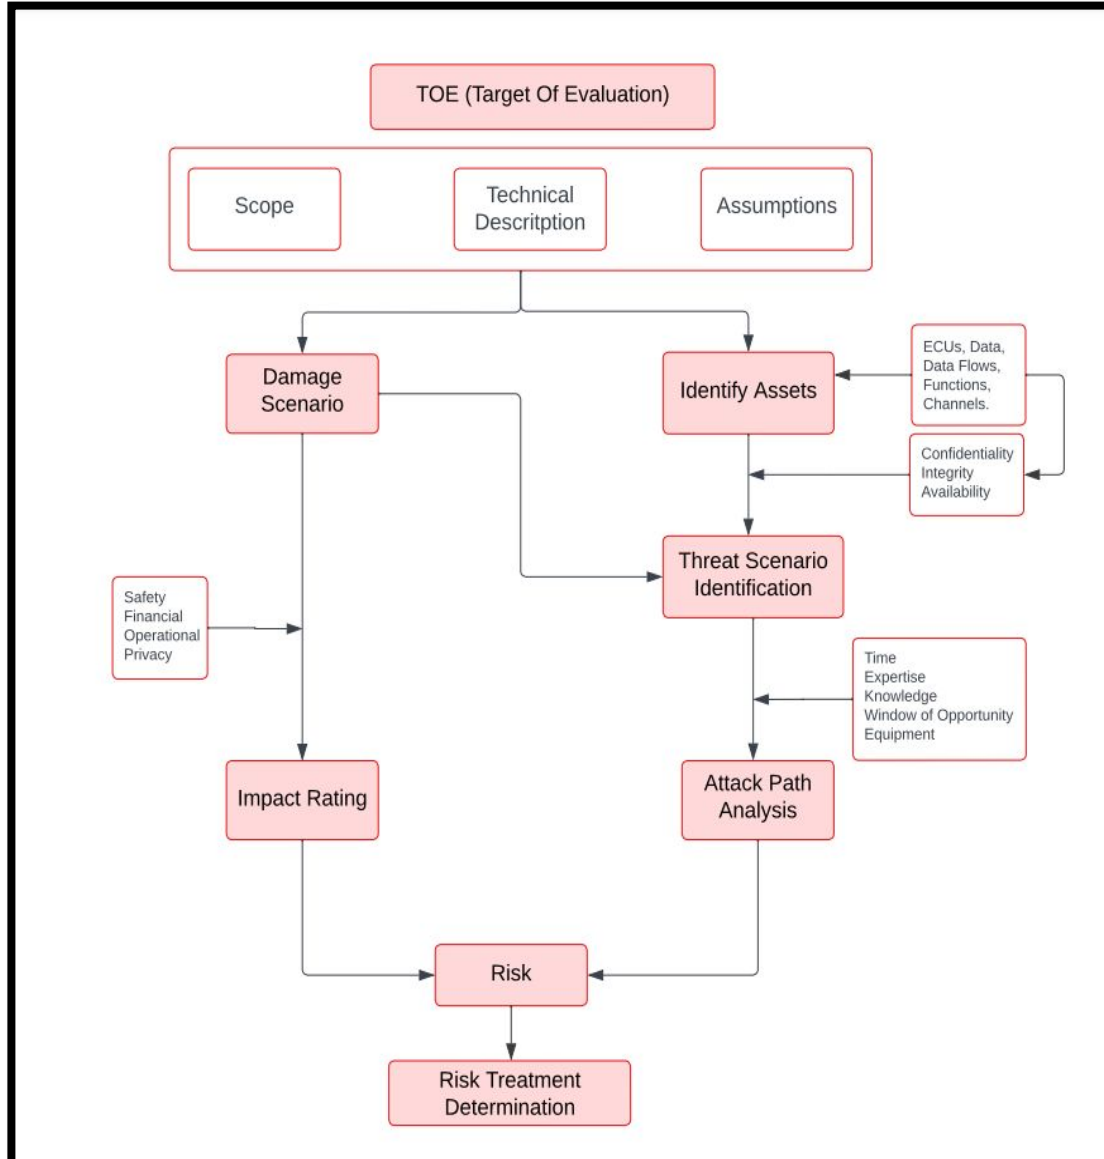 TOE (Target Of Evaluation)
Scope
Technical
Descritption
Assumptions
Damage
Scenario
Identify Assets
ECUs, Data,
Data Flows,
Functions,
Channels.
Confidentiality
Integrity
Availability
Threat Scenario
Identification
Safety
Financial
Operational
Privacy
Time
Expertise
Knowledge
Window of Opportunity
Equipment
Impact Rating
Attack Path
Analysis
Risk
Risk Treatment
Determination